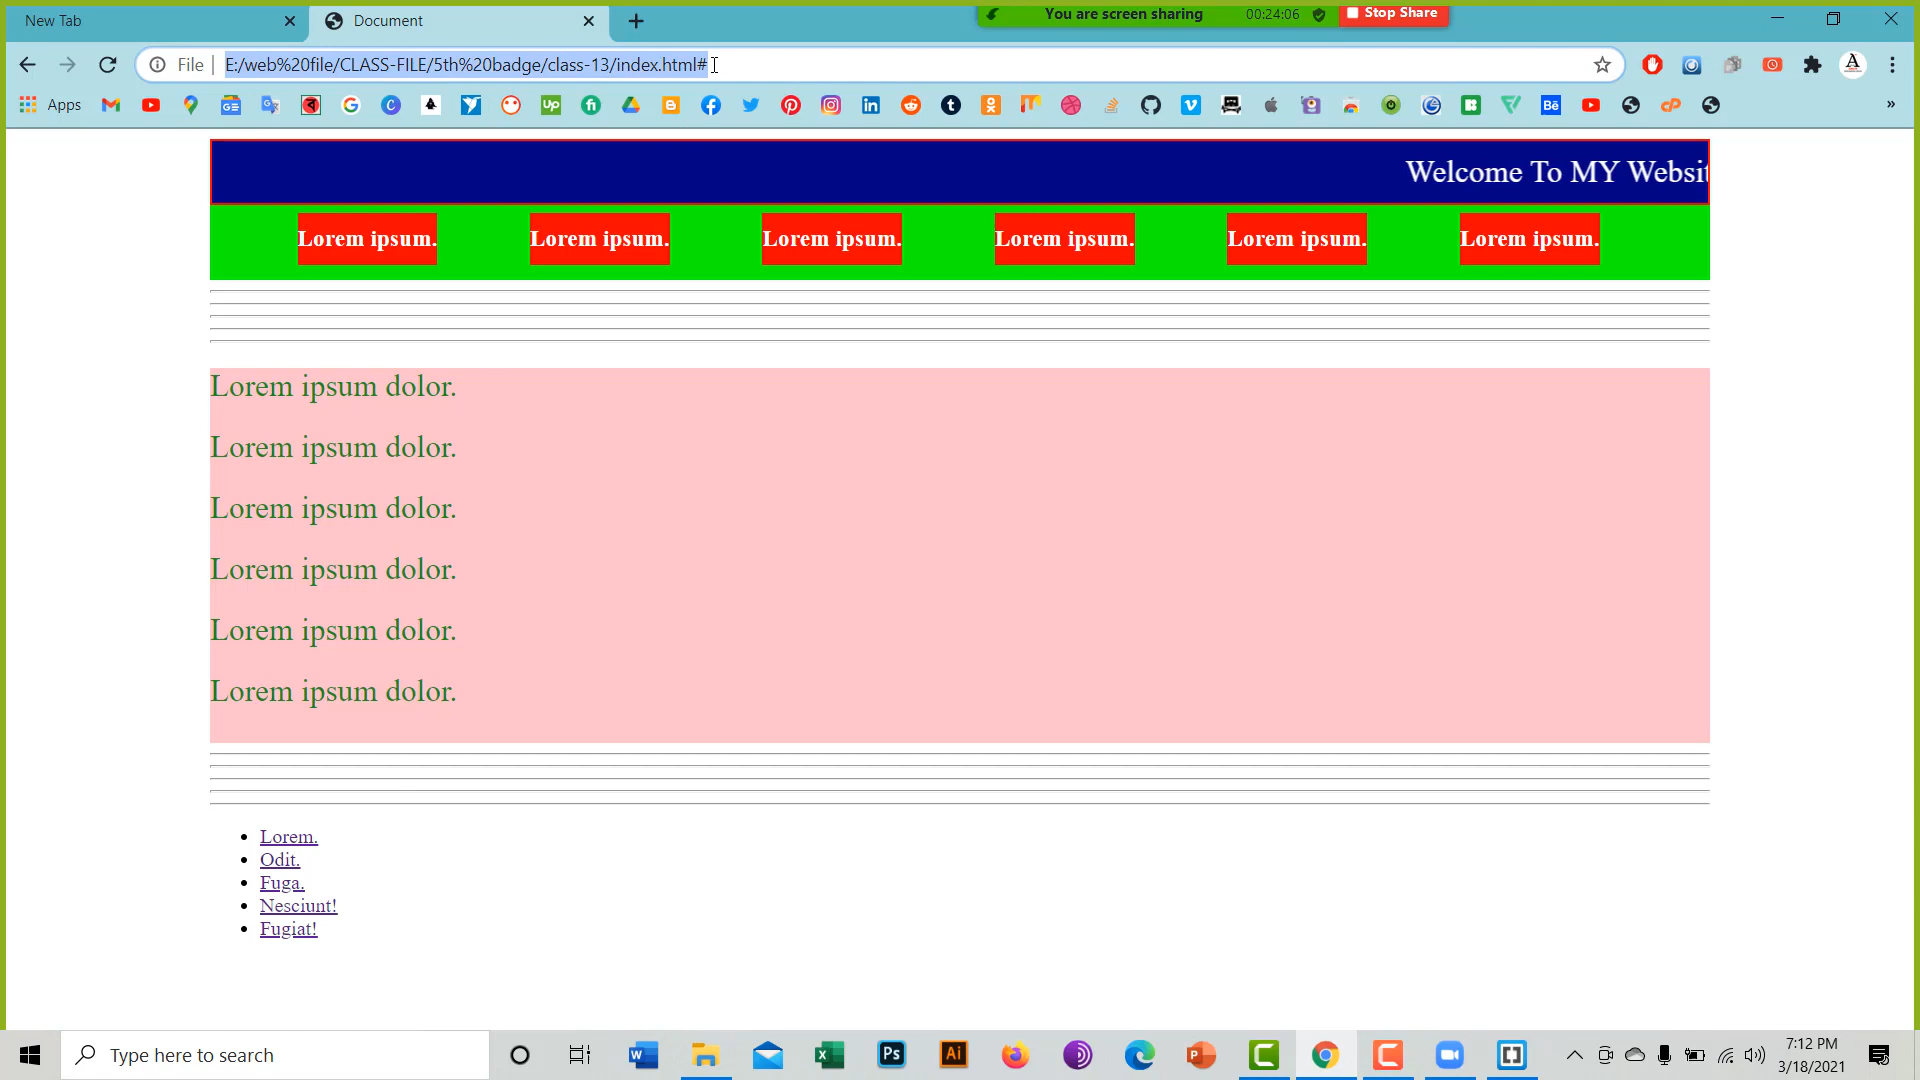 New Tab
Document
You are screen sharing 00:24:06 Stop Share
File E:/web%20file/CLASS-FILE/5th%20badge/class-13/index.html#
Apps
Welcome To MY Websit
Lorem ipsum. Lorem ipsum. Lorem ipsum. Lorem ipsum. Lorem ipsum. Lorem ipsum.
Lorem ipsum dolor.
Lorem ipsum dolor.
Lorem ipsum dolor.
Lorem ipsum dolor.
Lorem ipsum dolor.
Lorem ipsum dolor.
Lorem.
Odit.
Fuga.
Nesciunt!
Fugiat!
Type here to search
7:12 PM
3/18/2021